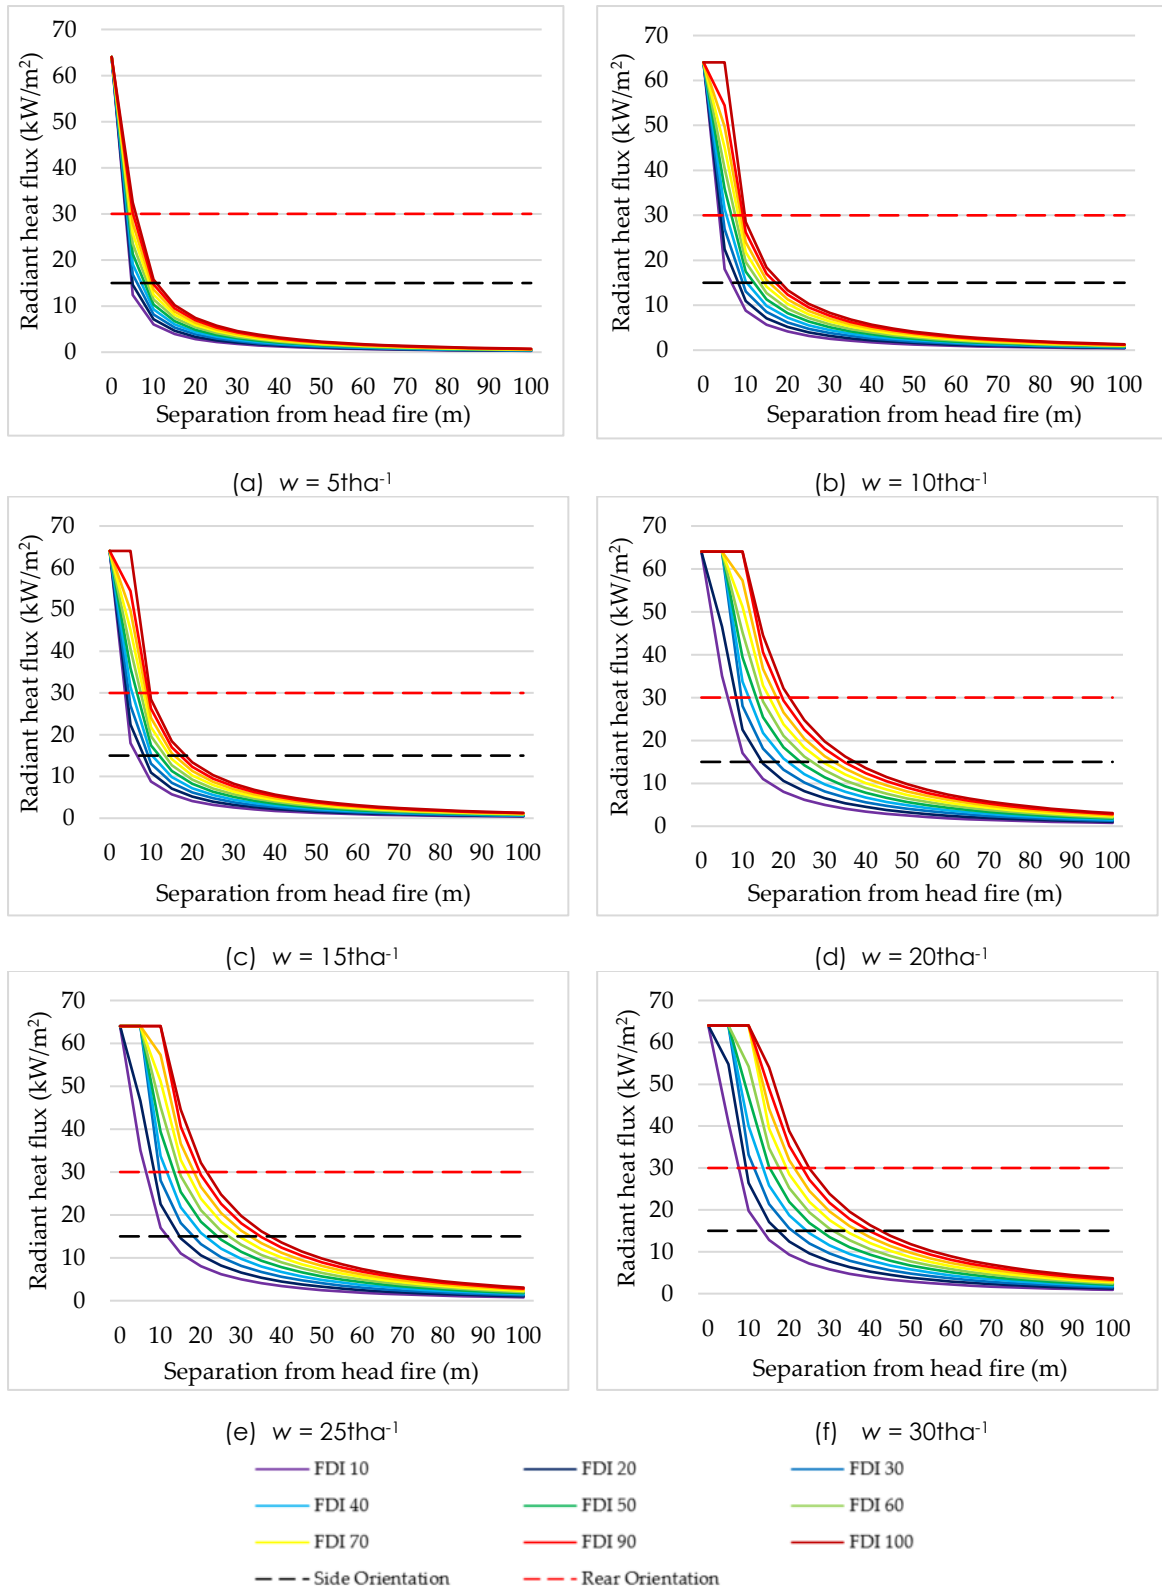 70
60
50
40
30
20
10
0
Radiant heat flux (kW/m²)
0 10 20 30 40 50 60 70 80 90 100
Separation from head fire (m)
(a) w = 5tha⁻¹
70
60
50
40
30
20
10
0
Radiant heat flux (kW/m²)
0 10 20 30 40 50 60 70 80 90 100
Separation from head fire (m)
(b) w = 10tha⁻¹
70
60
50
40
30
20
10
0
Radiant heat flux (kW/m²)
0 10 20 30 40 50 60 70 80 90 100
Separation from head fire (m)
(c) w = 15tha⁻¹
70
60
50
40
30
20
10
0
Radiant heat flux (kW/m²)
0 10 20 30 40 50 60 70 80 90 100
Separation from head fire (m)
(d) w = 20tha⁻¹
70
60
50
40
30
20
10
0
Radiant heat flux (kW/m²)
0 10 20 30 40 50 60 70 80 90 100
Separation from head fire (m)
(e) w = 25tha⁻¹
70
60
50
40
30
20
10
0
Radiant heat flux (kW/m²)
0 10 20 30 40 50 60 70 80 90 100
Separation from head fire (m)
(f) w = 30tha⁻¹
FDI 10 FDI 20 FDI 30
FDI 40 FDI 50 FDI 60
FDI 70 FDI 90 FDI 100
Side Orientation Rear Orientation